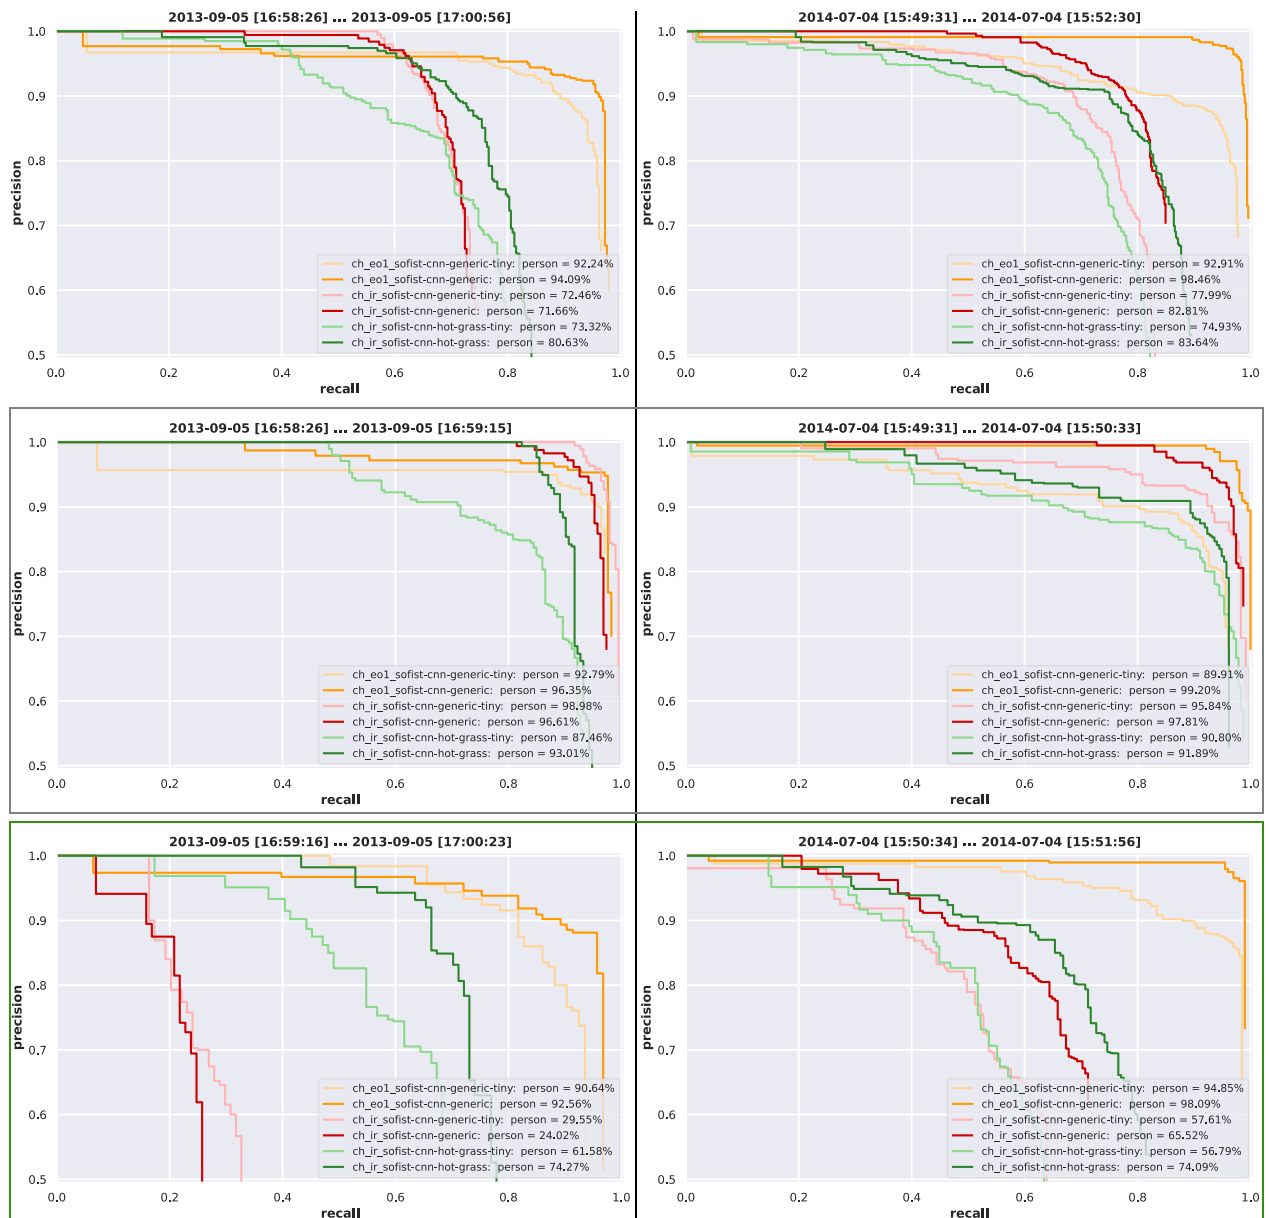 2013-09-05 [16:58:26] ... 2013-09-05 [17:00:56]
1.0
0.9
0.8
0.7
0.6
0.5
precision
0.0 0.2 0.4 0.6 0.8 1.0
recall
ch_eo1_sofist-cnn-generic-tiny: person = 92.24%
ch_eo1_sofist-cnn-generic: person = 94.09%
ch_ir_sofist-cnn-generic-tiny: person = 72.46%
ch_ir_sofist-cnn-generic: person = 71.66%
ch_ir_sofist-cnn-hot-grass-tiny: person = 73.32%
ch_ir_sofist-cnn-hot-grass: person = 80.63%
2014-07-04 [15:49:31] ... 2014-07-04 [15:52:30]
1.0
0.9
0.8
0.7
0.6
0.5
precision
0.0 0.2 0.4 0.6 0.8 1.0
recall
ch_eo1_sofist-cnn-generic-tiny: person = 92.91%
ch_eo1_sofist-cnn-generic: person = 98.46%
ch_ir_sofist-cnn-generic-tiny: person = 77.99%
ch_ir_sofist-cnn-generic: person = 82.81%
ch_ir_sofist-cnn-hot-grass-tiny: person = 74.93%
ch_ir_sofist-cnn-hot-grass: person = 83.64%
2013-09-05 [16:58:26] ... 2013-09-05 [16:59:15]
1.0
0.9
0.8
0.7
0.6
0.5
precision
0.0 0.2 0.4 0.6 0.8 1.0
recall
ch_eo1_sofist-cnn-generic-tiny: person = 92.79%
ch_eo1_sofist-cnn-generic: person = 96.35%
ch_ir_sofist-cnn-generic-tiny: person = 98.98%
ch_ir_sofist-cnn-generic: person = 96.61%
ch_ir_sofist-cnn-hot-grass-tiny: person = 87.46%
ch_ir_sofist-cnn-hot-grass: person = 93.01%
2014-07-04 [15:49:31] ... 2014-07-04 [15:50:33]
1.0
0.9
0.8
0.7
0.6
0.5
precision
0.0 0.2 0.4 0.6 0.8 1.0
recall
ch_eo1_sofist-cnn-generic-tiny: person = 89.91%
ch_eo1_sofist-cnn-generic: person = 99.20%
ch_ir_sofist-cnn-generic-tiny: person = 95.84%
ch_ir_sofist-cnn-generic: person = 97.81%
ch_ir_sofist-cnn-hot-grass-tiny: person = 90.80%
ch_ir_sofist-cnn-hot-grass: person = 91.89%
2013-09-05 [16:59:16] ... 2013-09-05 [17:00:23]
1.0
0.9
0.8
0.7
0.6
0.5
precision
0.0 0.2 0.4 0.6 0.8 1.0
recall
ch_eo1_sofist-cnn-generic-tiny: person = 90.64%
ch_eo1_sofist-cnn-generic: person = 92.56%
ch_ir_sofist-cnn-generic-tiny: person = 29.55%
ch_ir_sofist-cnn-generic: person = 24.02%
ch_ir_sofist-cnn-hot-grass-tiny: person = 61.58%
ch_ir_sofist-cnn-hot-grass: person = 74.27%
2014-07-04 [15:50:34] ... 2014-07-04 [15:51:56]
1.0
0.9
0.8
0.7
0.6
0.5
precision
0.0 0.2 0.4 0.6 0.8 1.0
recall
ch_eo1_sofist-cnn-generic-tiny: person = 94.85%
ch_eo1_sofist-cnn-generic: person = 98.09%
ch_ir_sofist-cnn-generic-tiny: person = 57.61%
ch_ir_sofist-cnn-generic: person = 65.52%
ch_ir_sofist-cnn-hot-grass-tiny: person = 56.79%
ch_ir_sofist-cnn-hot-grass: person = 74.09%